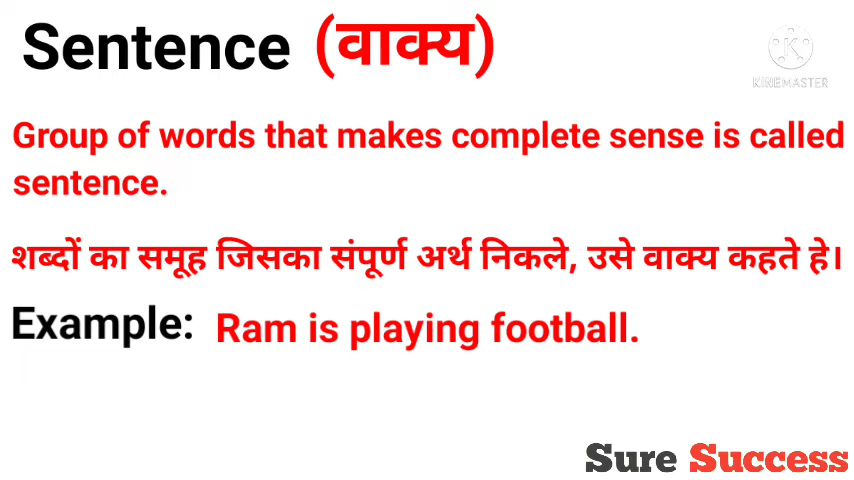 Sentence (वाक्य)
KINEMASTER
Group of words that makes complete sense is called
sentence.
शब्दों का समूह जिसका संपूर्ण अर्थ निकले, उसे वाक्य कहते हे।
Example: Ram is playing football.
Sure Success